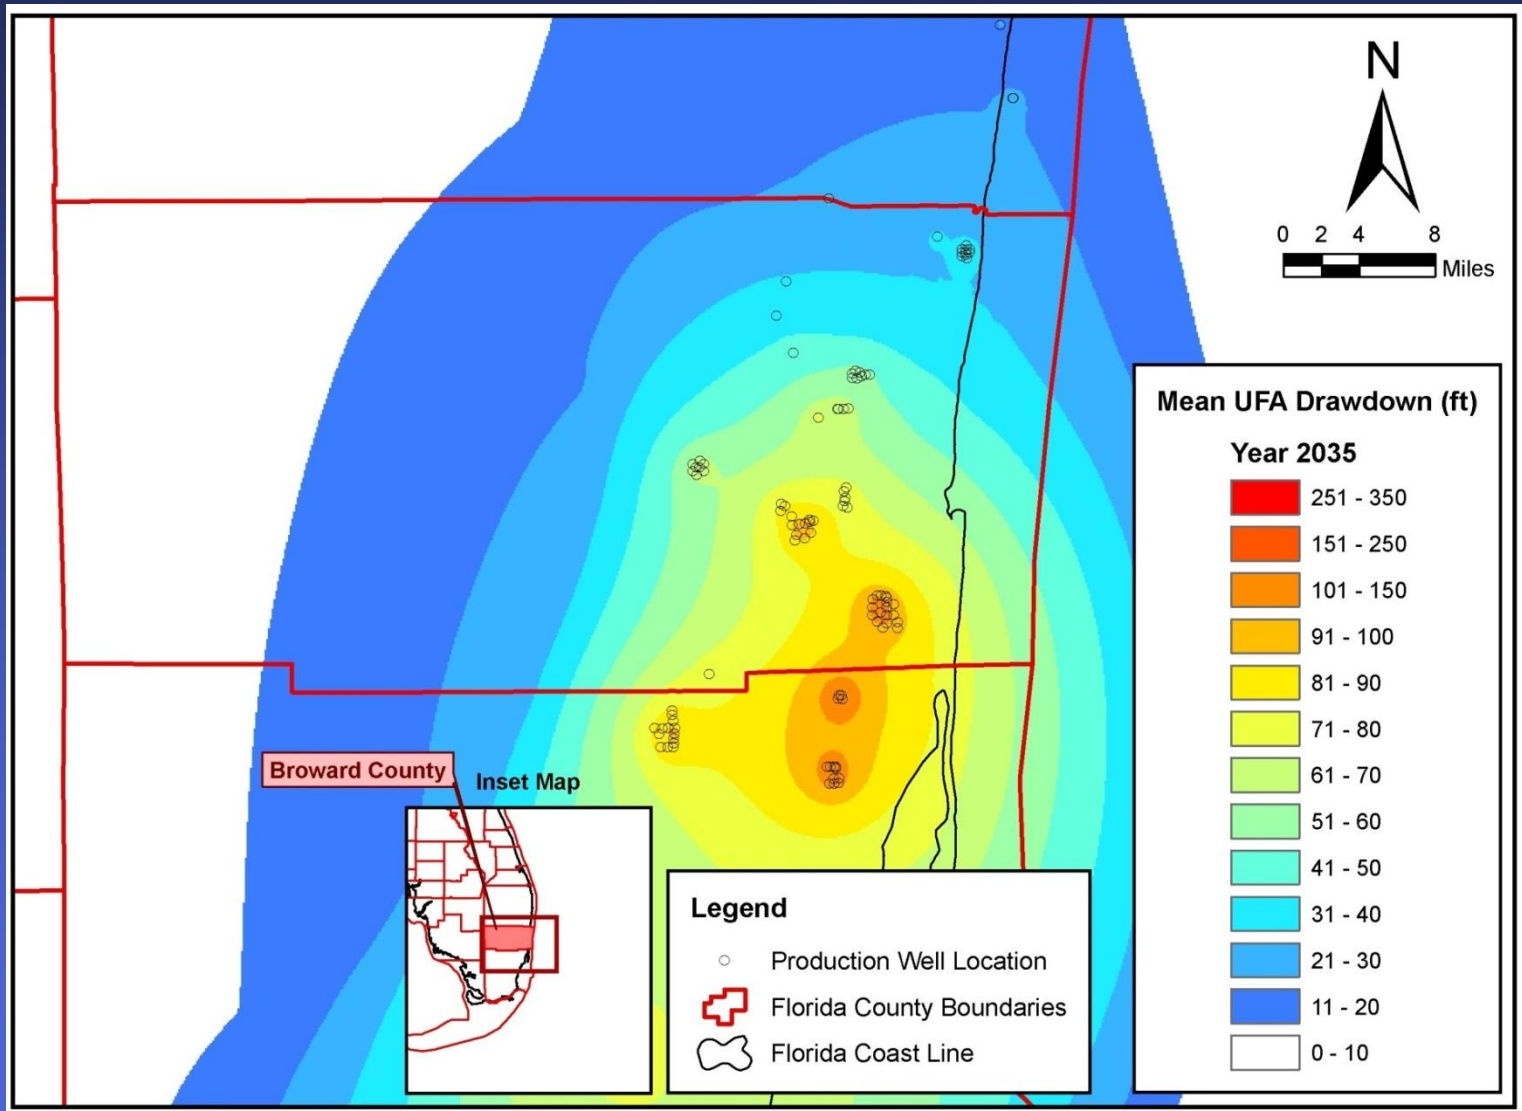 N
0 2 4 8
Miles
Mean UFA Drawdown (ft)
Year 2035
251 - 350
151 - 250
101 - 150
91 - 100
81 - 90
71 - 80
61 - 70
51 - 60
41 - 50
31 - 40
21 - 30
11 - 20
0 - 10
Broward County
Inset Map
Legend
Production Well Location
Florida County Boundaries
Florida Coast Line